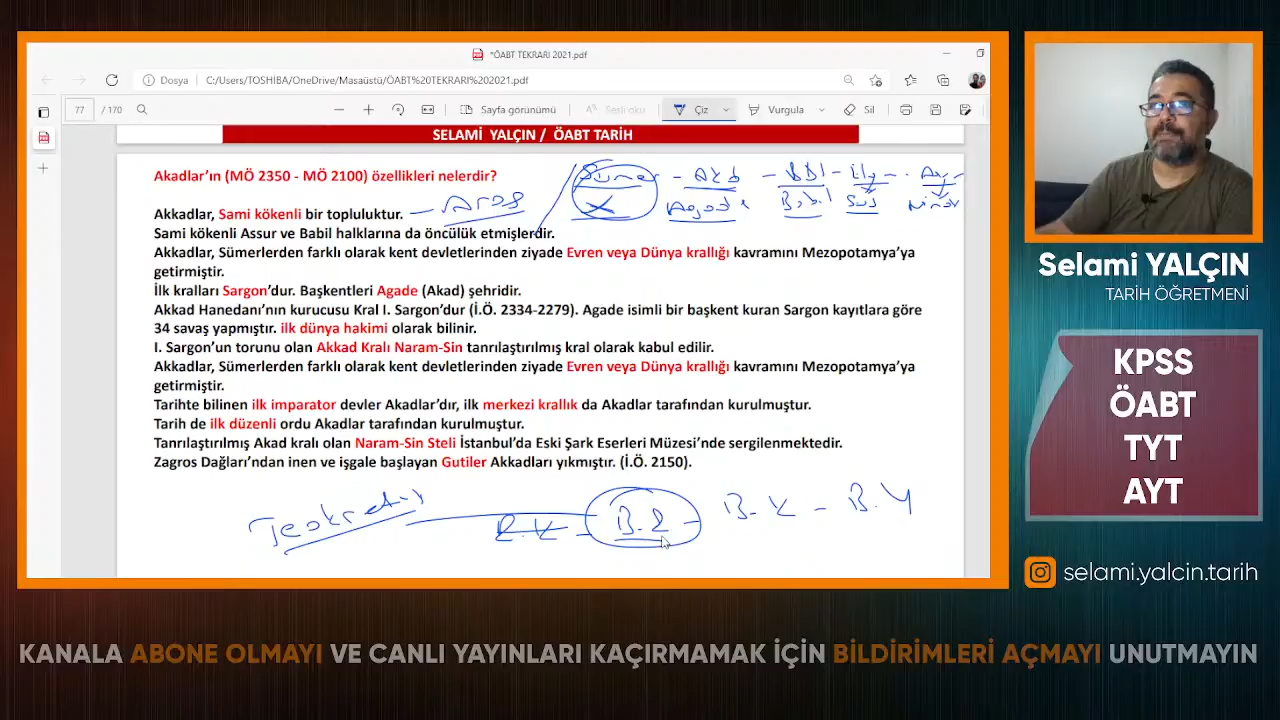 *ÖABT TEKRARI 2021.pdf
Dosya
C:/Users/TOSHIBA/OneDrive/Masaüstü/ÖABT%20TEKRARI%202021.pdf
77 / 170
Sayfa görünümü
Sesli oku
Çiz
Vurgula
Sil
SELAMİ YALÇIN / ÖABT TARİH
Akadlar’ın (MÖ 2350 - MÖ 2100) özellikleri nelerdir?
Sümer - Akd - BBl - - Asy -
Agade Babil Sus Ninov
Akkadlar, Sami kökenli bir topluluktur. — Arap
Sami kökenli Assur ve Babil halklarına da öncülük etmişlerdir.
Akkadlar, Sümerlerden farklı olarak kent devletlerinden ziyade Evren veya Dünya krallığı kavramını Mezopotamya’ya
getirmiştir.
İlk kralları Sargon’dur. Başkentleri Agade (Akad) şehridir.
Akkad Hanedanı’nın kurucusu Kral I. Sargon’dur (İ.Ö. 2334-2279). Agade isimli bir başkent kuran Sargon kayıtlara göre
34 savaş yapmıştır. ilk dünya hakimi olarak bilinir.
I. Sargon’un torunu olan Akkad Kralı Naram-Sin tanrılaştırılmış kral olarak kabul edilir.
Akkadlar, Sümerlerden farklı olarak kent devletlerinden ziyade Evren veya Dünya krallığı kavramını Mezopotamya’ya
getirmiştir.
Tarihte bilinen ilk imparator devler Akadlar’dır, ilk merkezi krallık da Akadlar tarafından kurulmuştur.
Tarih de ilk düzenli ordu Akadlar tarafından kurulmuştur.
Tanrılaştırılmış Akad kralı olan Naram-Sin Steli İstanbul’da Eski Şark Eserleri Müzesi’nde sergilenmektedir.
Zagros Dağları’ndan inen ve işgale başlayan Gutiler Akkadları yıkmıştır. (İ.Ö. 2150).
Teokratik R.K - B.R - B.K - B.Y
Selami YALÇIN
TARİH ÖĞRETMENİ
KPSS
ÖABT
TYT
AYT
selami.yalcin.tarih
KANALA ABONE OLMAYI VE CANLI YAYINLARI KAÇIRMAMAK İÇİN BİLDİRİMLERİ AÇMAYI UNUTMAYIN